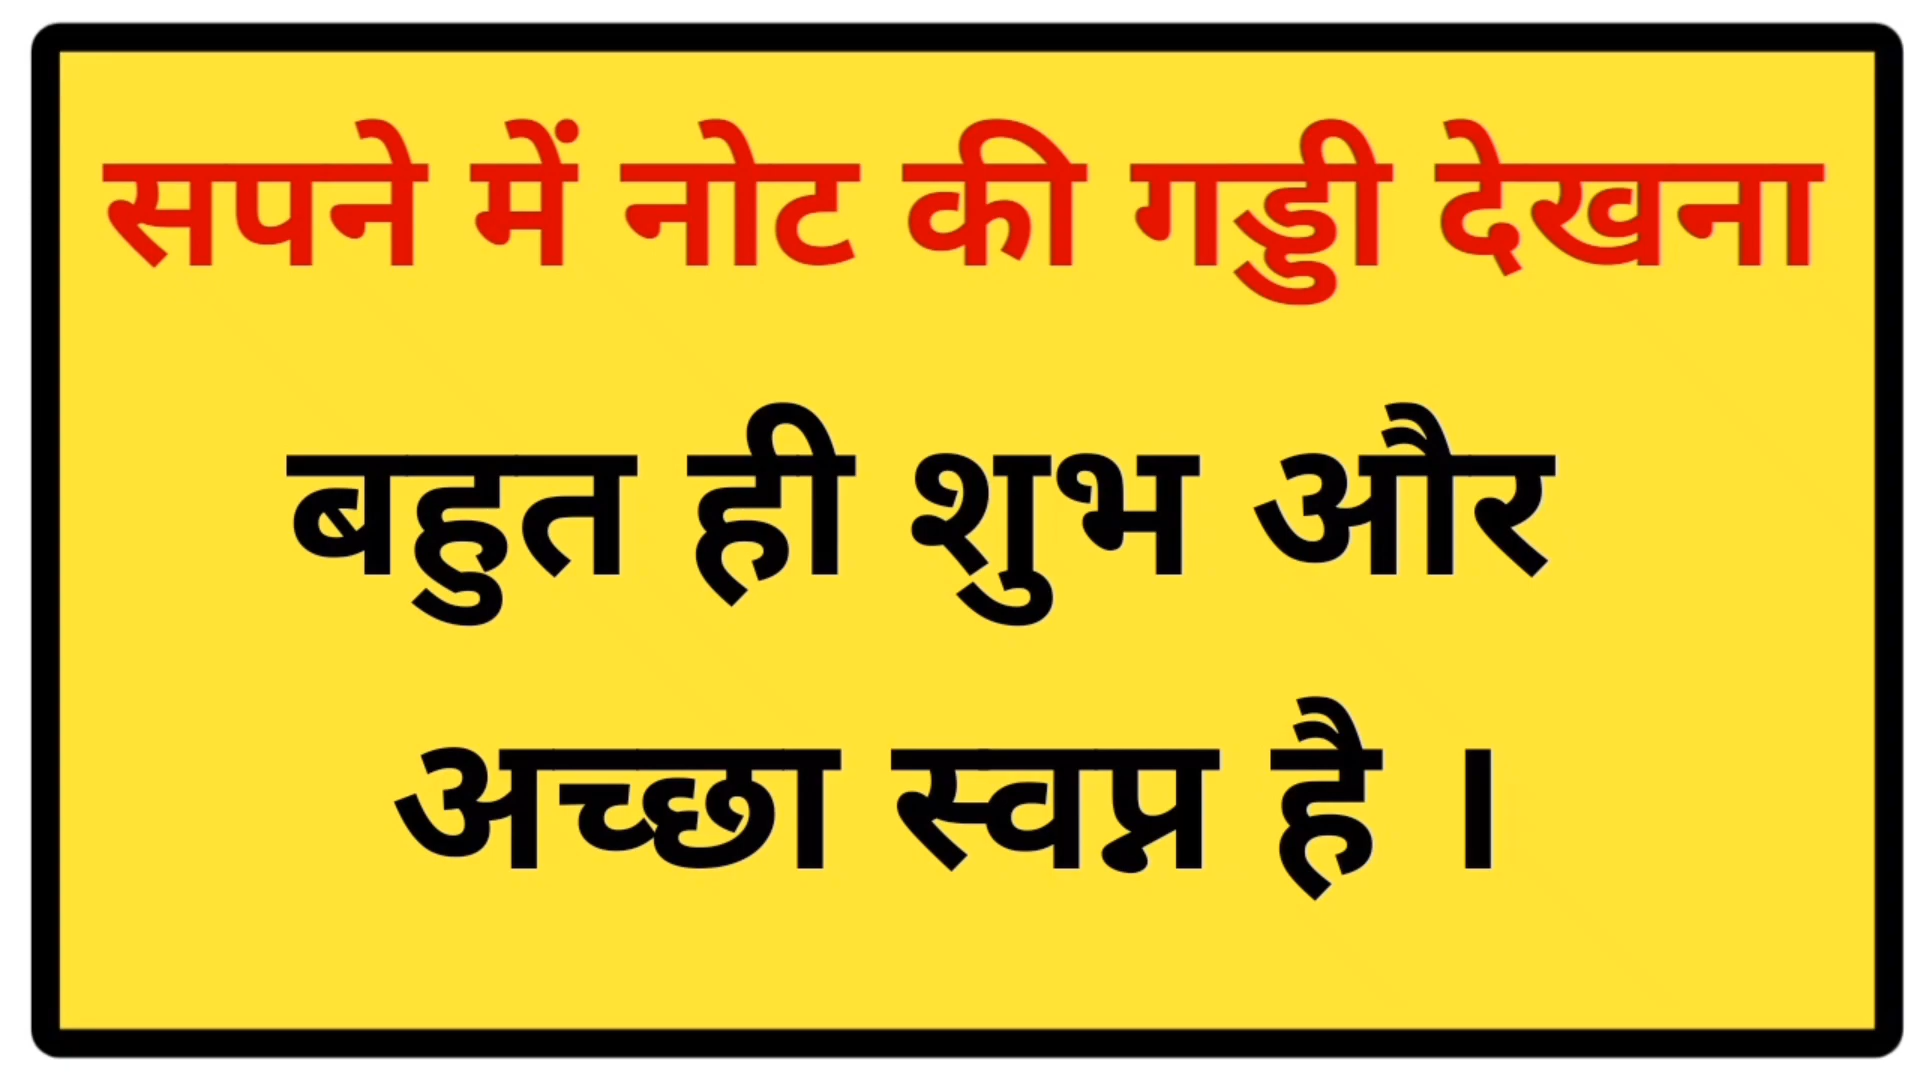 सपने में नोट की गड्डी देखना
बहुत ही शुभ और
अच्छा स्वप्न है ।